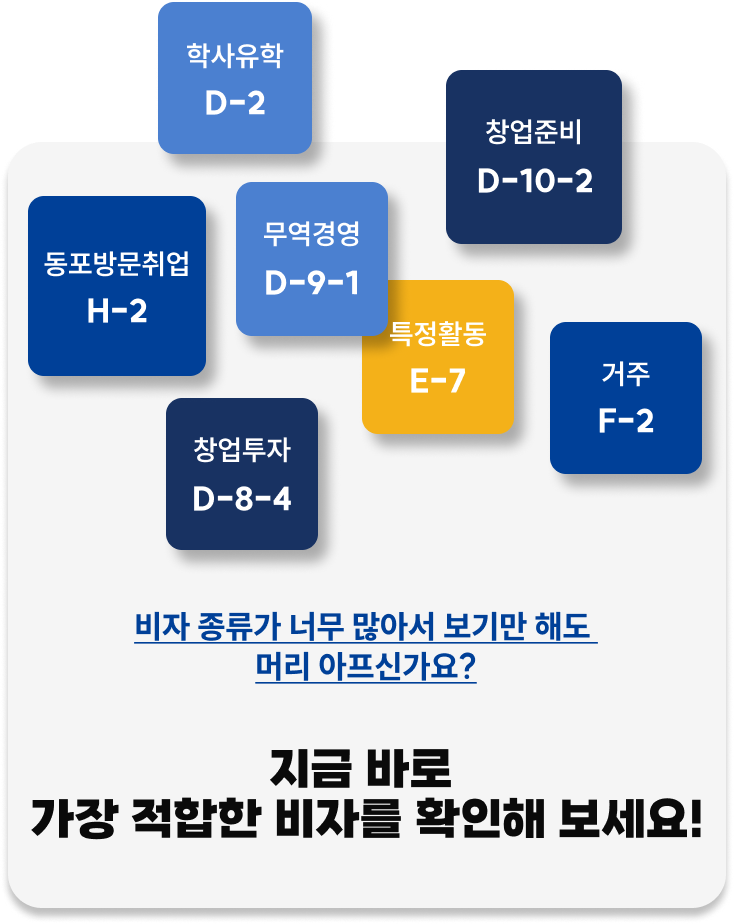 학사유학
D-2
창업준비
D-10-2
동포방문취업
H-2
무역경영
D-9-1
특정활동
E-7
거주
F-2
창업투자
D-8-4
비자 종류가 너무 많아서 보기만 해도
머리 아프신가요?
지금 바로
가장 적합한 비자를 확인해 보세요!